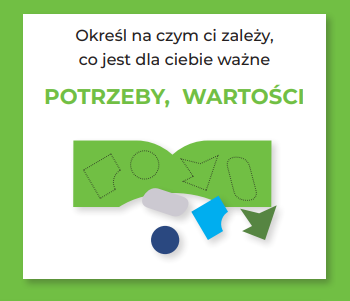 Określ na czym ci zależy,
co jest dla ciebie ważne
POTRZEBY, WARTOŚCI